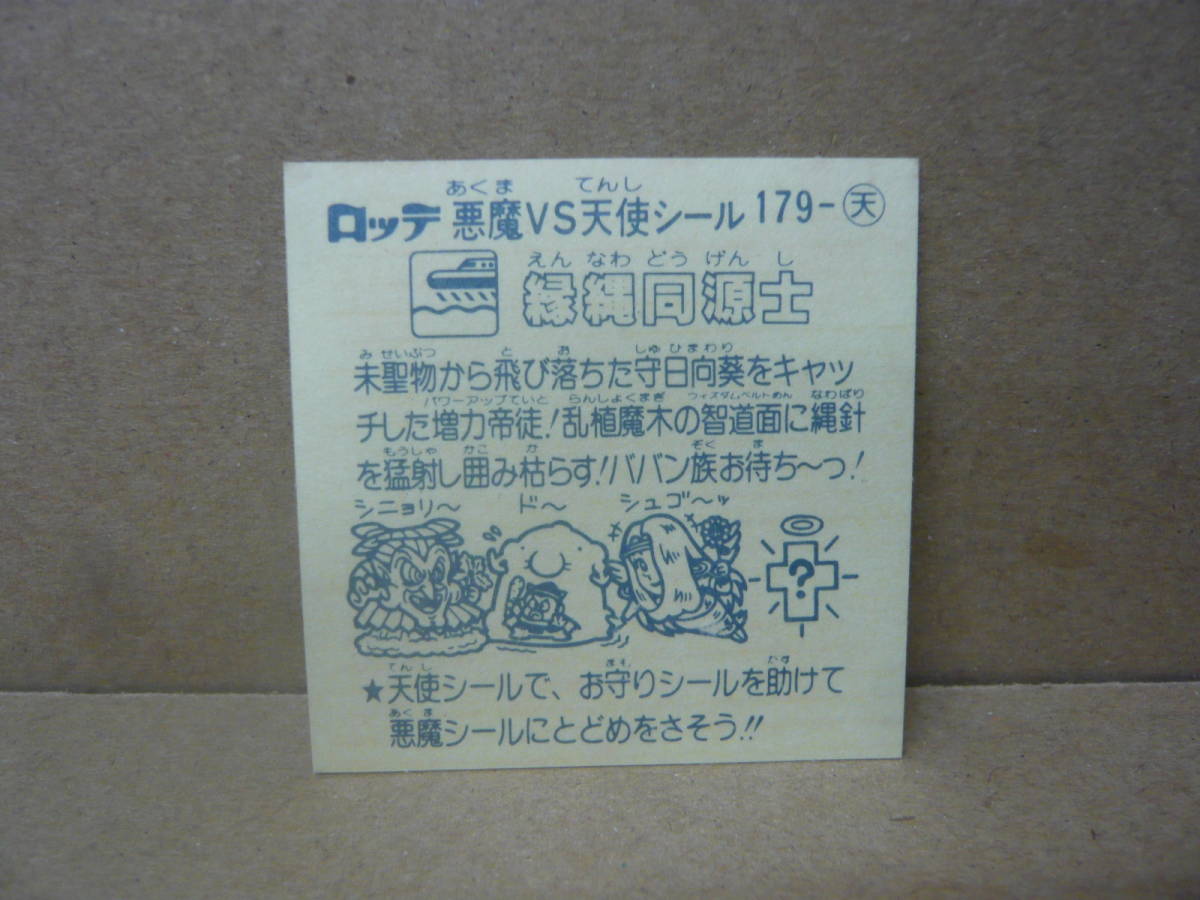 あくま てんし
ロッテ 悪魔VS天使シール 179-天
えん なわ どう げん し
縁縄同源士
み せいぶつ と お しゅ ひまわり
未聖物から飛び落ちた守日向葵をキャッ
パワーアップていと らんしょくまぎ ウィズダムベルトめん なわばり
チした増力帝徒!乱植魔木の智道面に縄針
もうしゃ かこ か ぞく ま
を猛射し囲み枯らす!!ババン族お待ち〜っ!
シニョリ〜 ド〜 シュゴ〜ッ
?
てんし まも たす
★天使シールで、お守りシールを助けて
あくま
悪魔シールにとどめをさそう!!